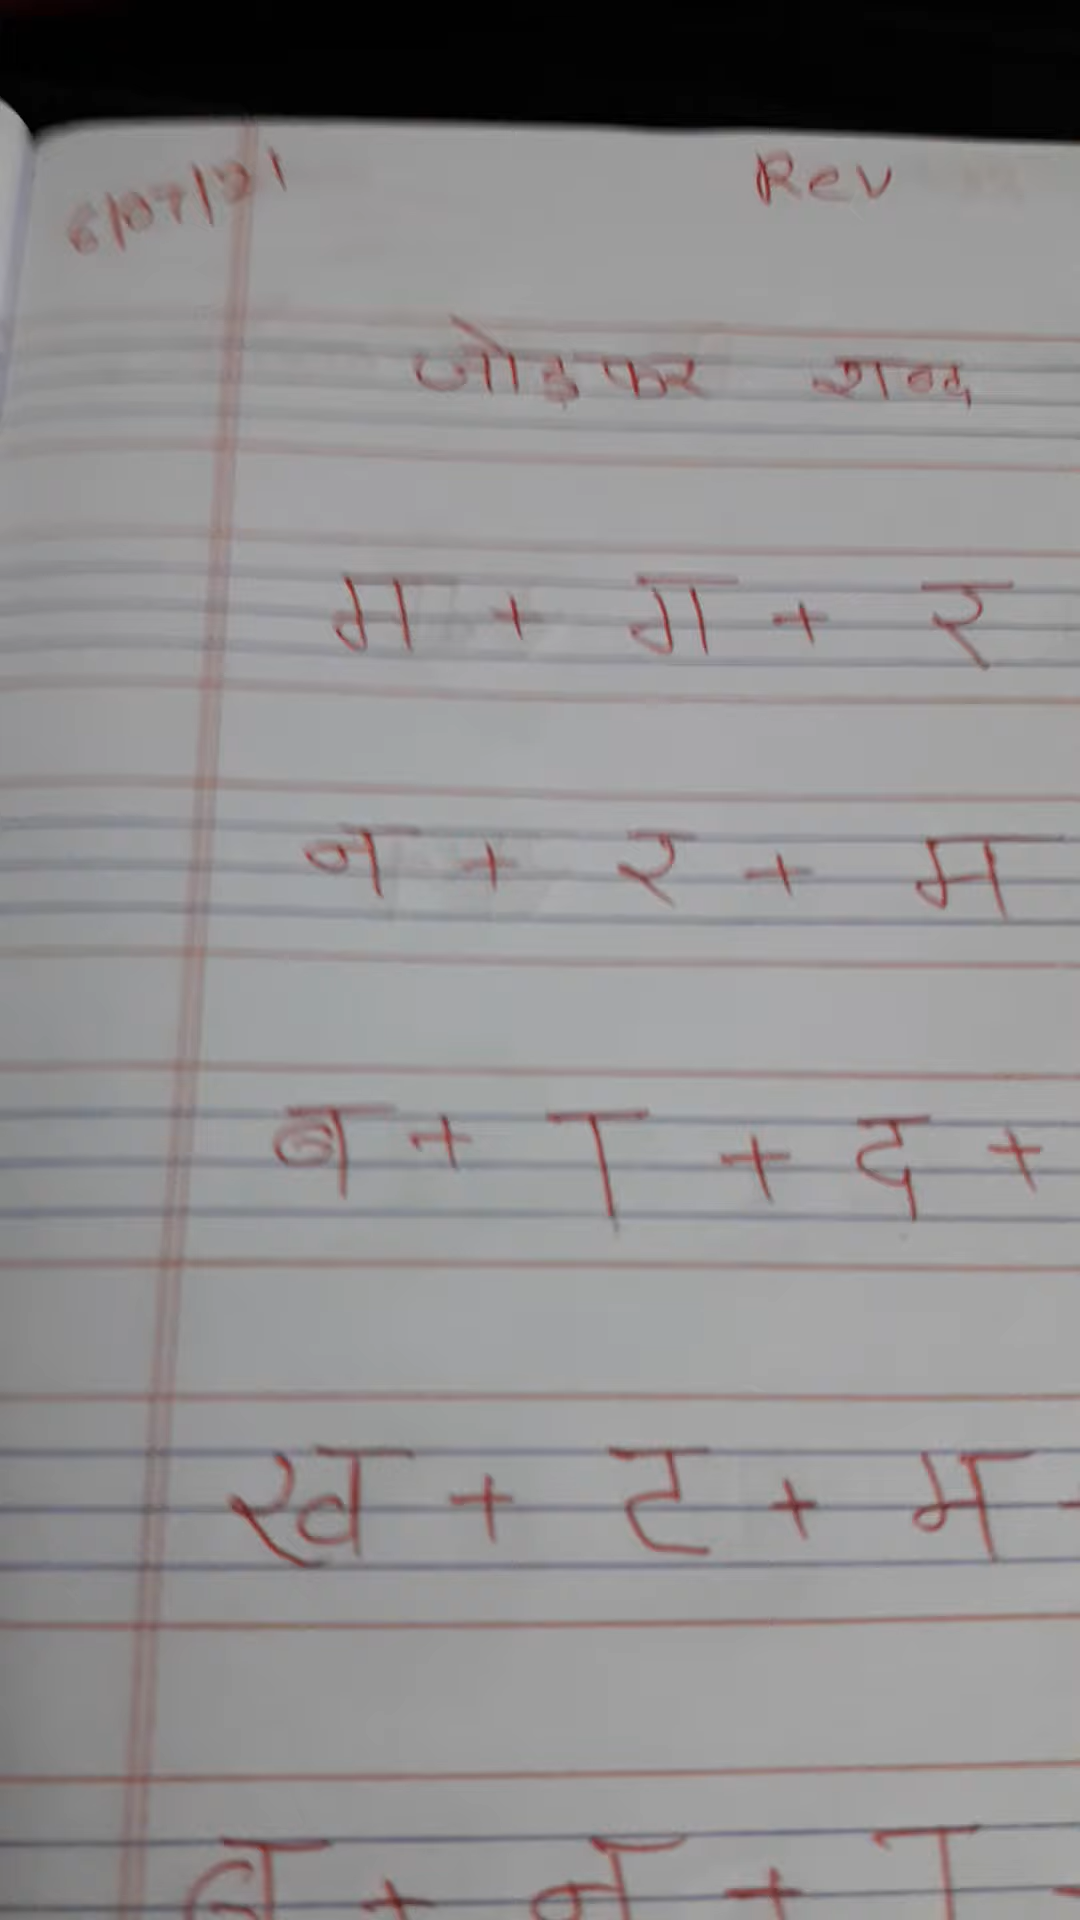 6/07/21 Rev
जोड़कर शब्द
म + ग + र
न + र + म
ब + ा + द +
ख + ट + म
ब + न + ा